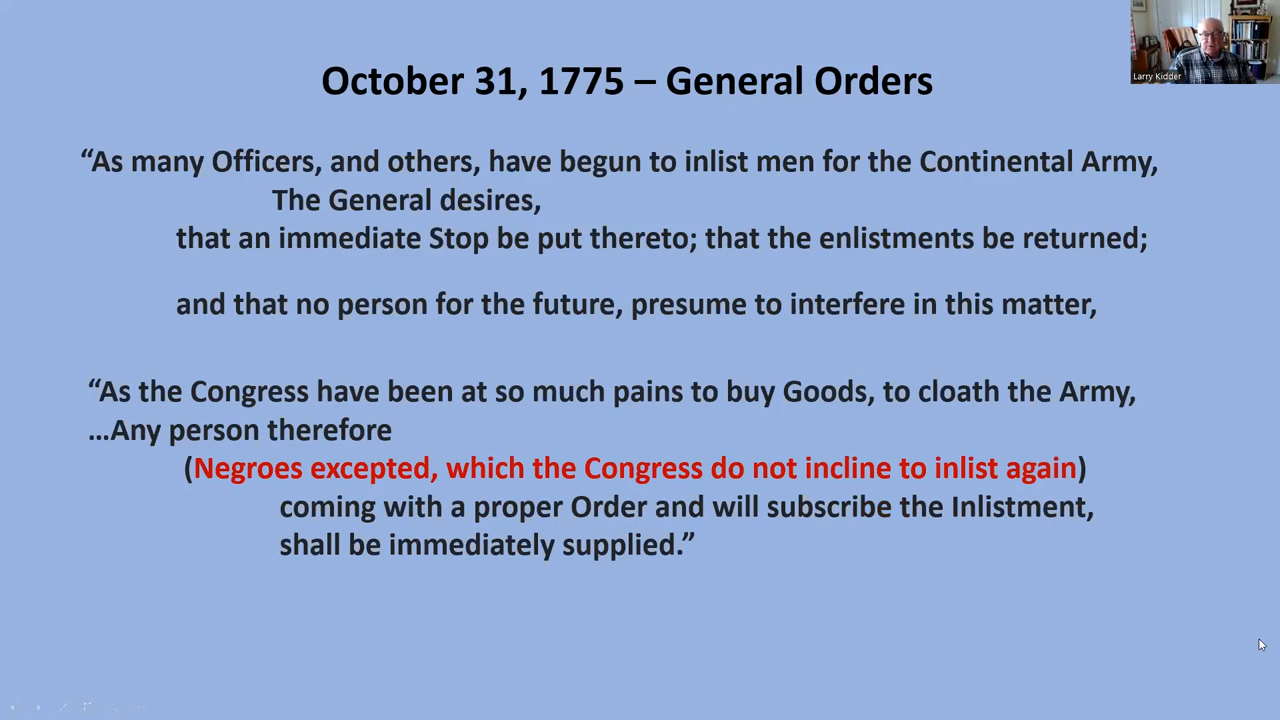 Larry Kidder
October 31, 1775 – General Orders
“As many Officers, and others, have begun to inlist men for the Continental Army,
The General desires,
that an immediate Stop be put thereto; that the enlistments be returned;
and that no person for the future, presume to interfere in this matter,
“As the Congress have been at so much pains to buy Goods, to cloath the Army,
...Any person therefore
(Negroes excepted, which the Congress do not incline to inlist again)
coming with a proper Order and will subscribe the Inlistment,
shall be immediately supplied.”